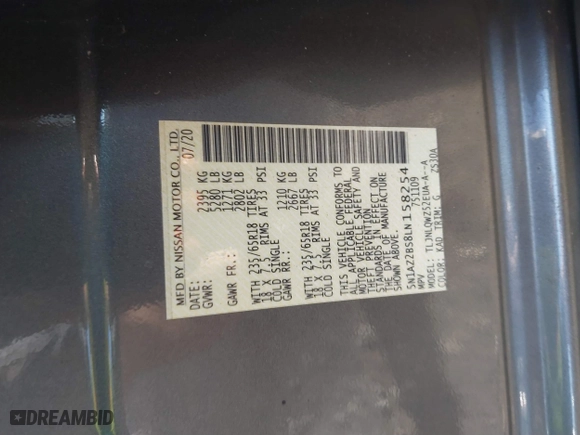 MFD BY NISSAN MOTOR CO., LTD.
DATE: 07/20
GVWR: 2395 KG
5280 LB
GAWR FR.: 1271 KG
2802 LB
WITH 235/65R18 TIRES
18 X 7.5 RIMS AT 33 PSI
COLD SINGLE
GAWR RR.: 1210 KG
2667 LB
WITH 235/65R18 TIRES
18 X 7.5 RIMS AT 33 PSI
COLD SINGLE
THIS VEHICLE CONFORMS TO
ALL APPLICABLE FEDERAL
MOTOR VEHICLE SAFETY AND
THEFT PREVENTION
STANDARDS IN EFFECT ON
THE DATE OF MANUFACTURE
SHOWN ABOVE.
5N1AZ2BS8LN158254
MPV 751109
MODEL: TLJNLQWZ52EUA-A--A
COLOR: KAD TRIM: G Z530A
DREAMBID